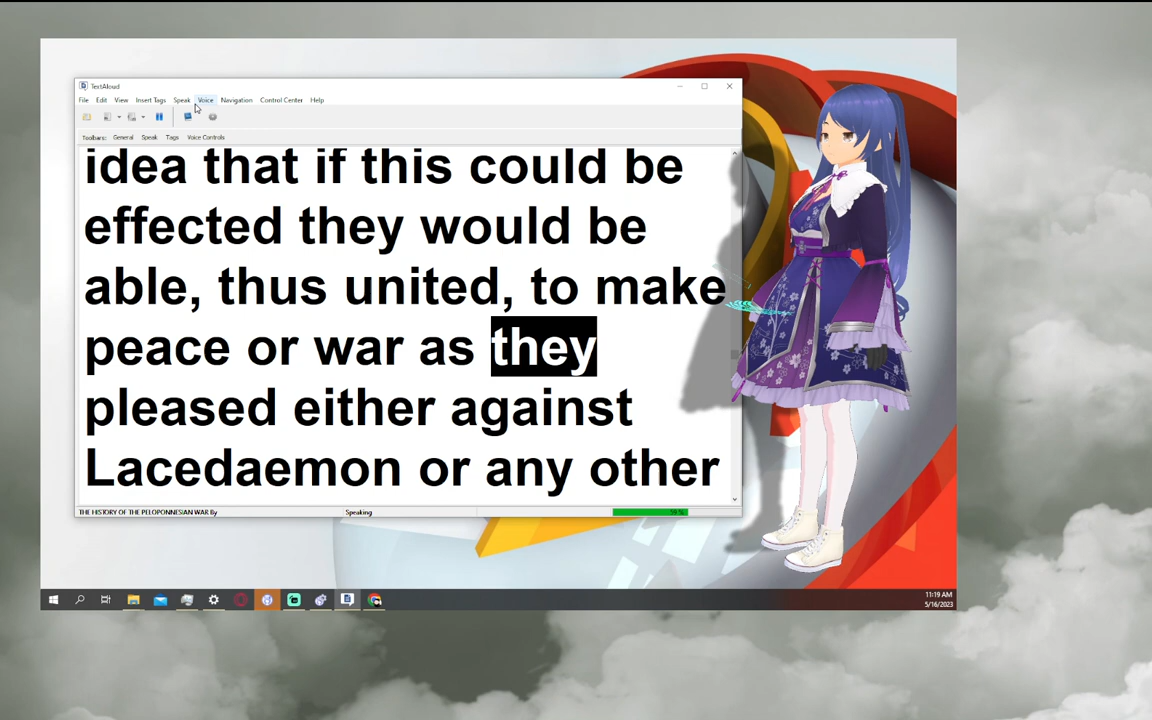 TextAloud
File Edit View Insert Tags Speak Voice Navigation Control Center Help
Toolbars: General Speak Tags Voice Controls
idea that if this could be
effected they would be
able, thus united, to make
peace or war as they
pleased either against
Lacedaemon or any other
THE HISTORY OF THE PELOPONNESIAN WAR By Speaking 59 %
11:19 AM
5/16/2023